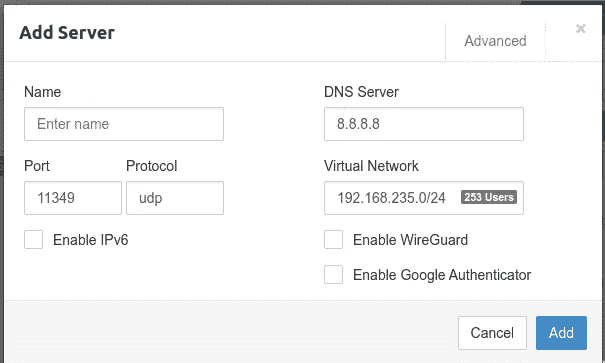 Add Server
Advanced ×
Name
Enter name
DNS Server
8.8.8.8
Port Protocol
11349 udp
Virtual Network
192.168.235.0/24 253 Users
Enable IPv6
Enable WireGuard
Enable Google Authenticator
Cancel Add